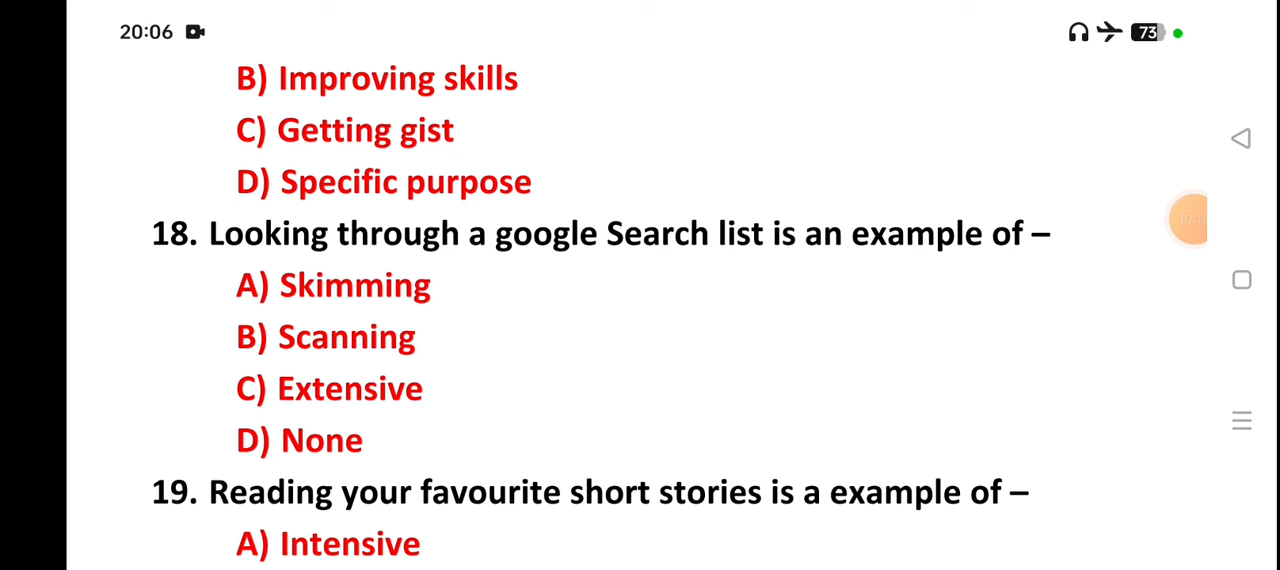 20:06 73
B) Improving skills
C) Getting gist
D) Specific purpose
18. Looking through a google Search list is an example of –
A) Skimming
B) Scanning
C) Extensive
D) None
19. Reading your favourite short stories is a example of –
A) Intensive